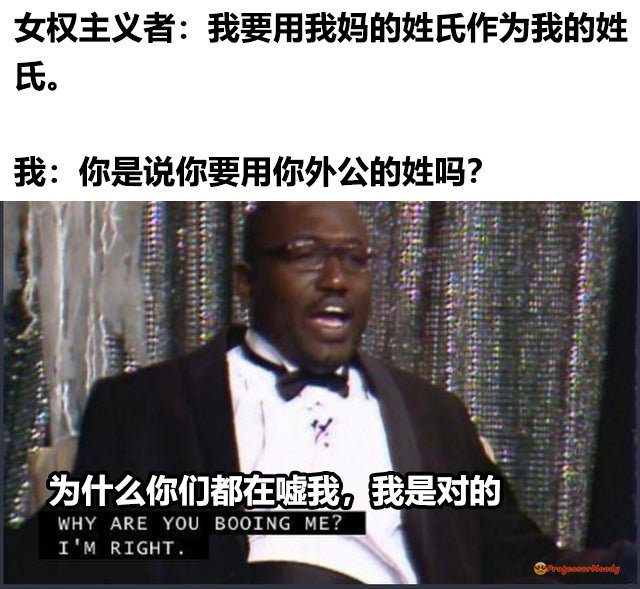 女权主义者：我要用我妈的姓氏作为我的姓
氏。
我：你是说你要用你外公的姓吗？
为什么你们都在嘘我，我是对的
WHY ARE YOU BOOING ME?
I'M RIGHT.
ProfessorMeody